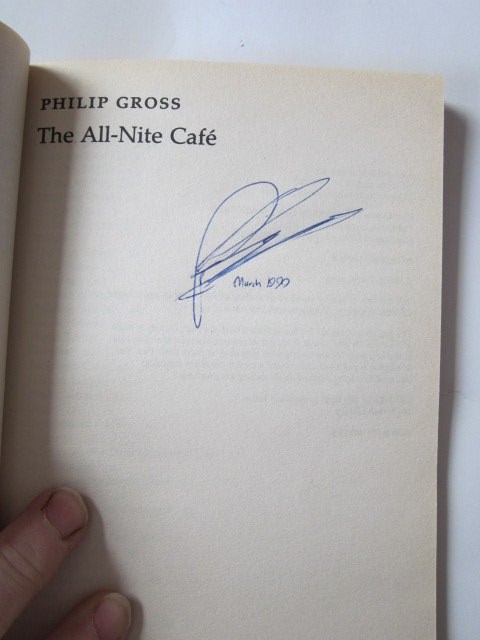 PHILIP GROSS
The All-Nite Café
March 1990